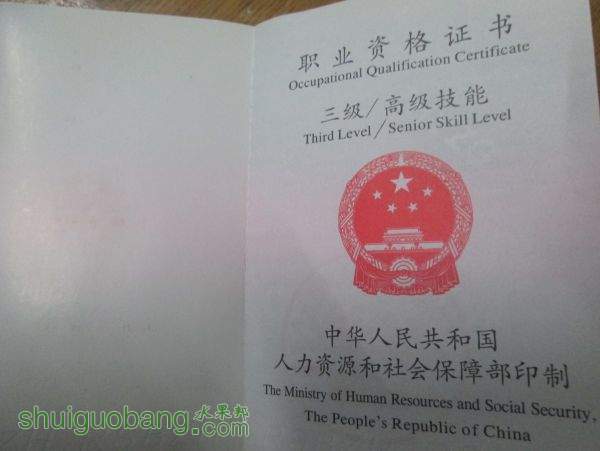 职业资格证书
Occupational Qualification Certificate
三级/高级技能
Third Level/Senior Skill Level
中华人民共和国
人力资源和社会保障部印制
The Ministry of Human Resources and Social Security,
The People's Republic of China
水果邦
shuiguobang.com